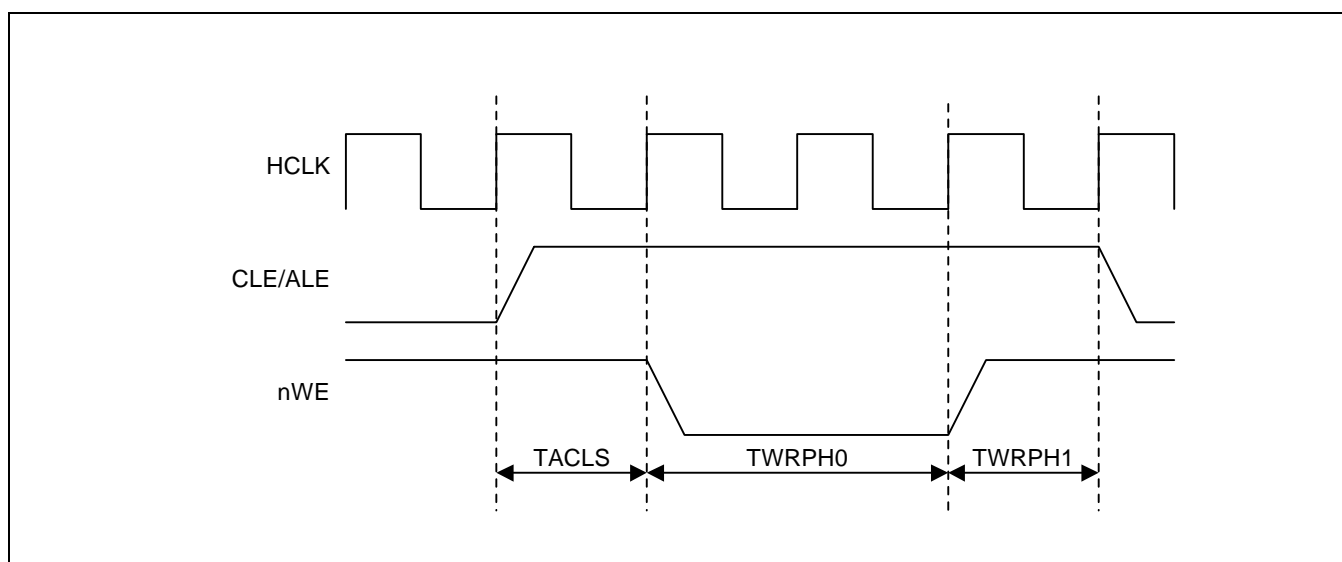 HCLK
CLE/ALE
nWE
TACLS
TWRPH0
TWRPH1